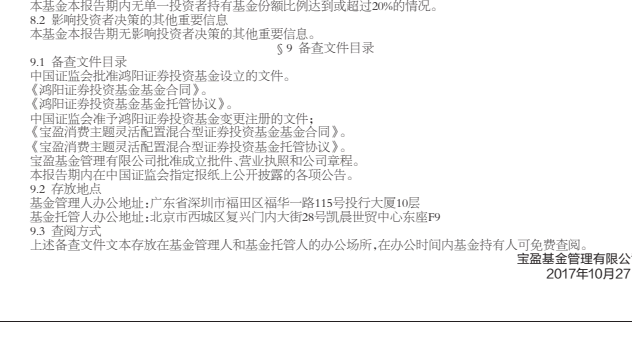 本基金本报告期内无单一投资者持有基金份额比例达到或超过20%的情况。
8.2 影响投资者决策的其他重要信息
本基金本报告期无影响投资者决策的其他重要信息。
§9 备查文件目录
9.1 备查文件目录
中国证监会批准鸿阳证券投资基金设立的文件。
《鸿阳证券投资基金基金合同》。
《鸿阳证券投资基金基金托管协议》。
中国证监会准予鸿阳证券投资基金变更注册的文件;
《宝盈消费主题灵活配置混合型证券投资基金基金合同》。
《宝盈消费主题灵活配置混合型证券投资基金托管协议》。
宝盈基金管理有限公司批准成立批件、营业执照和公司章程。
本报告期内在中国证监会指定报纸上公开披露的各项公告。
9.2 存放地点
基金管理人办公地址:广东省深圳市福田区福华一路115号投行大厦10层
基金托管人办公地址:北京市西城区复兴门内大街28号凯晨世贸中心东座F9
9.3 查阅方式
上述备查文件文本存放在基金管理人和基金托管人的办公场所,在办公时间内基金持有人可免费查阅。
宝盈基金管理有限公
2017年10月27